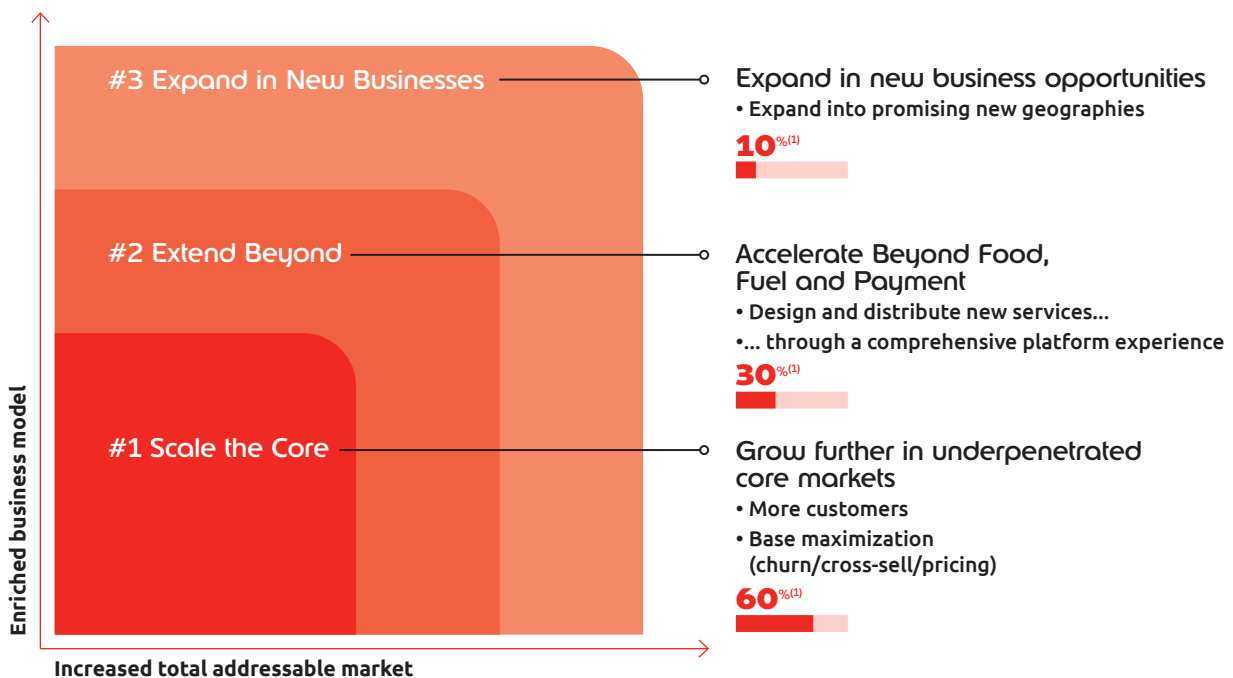 #3 Expand in New Businesses
Expand in new business opportunities
• Expand into promising new geographies
10%(1)
#2 Extend Beyond
Accelerate Beyond Food,
Fuel and Payment
• Design and distribute new services...
•... through a comprehensive platform experience
30%(1)
#1 Scale the Core
Grow further in underpenetrated
core markets
• More customers
• Base maximization
(churn/cross-sell/pricing)
60%(1)
Enriched business model
Increased total addressable market